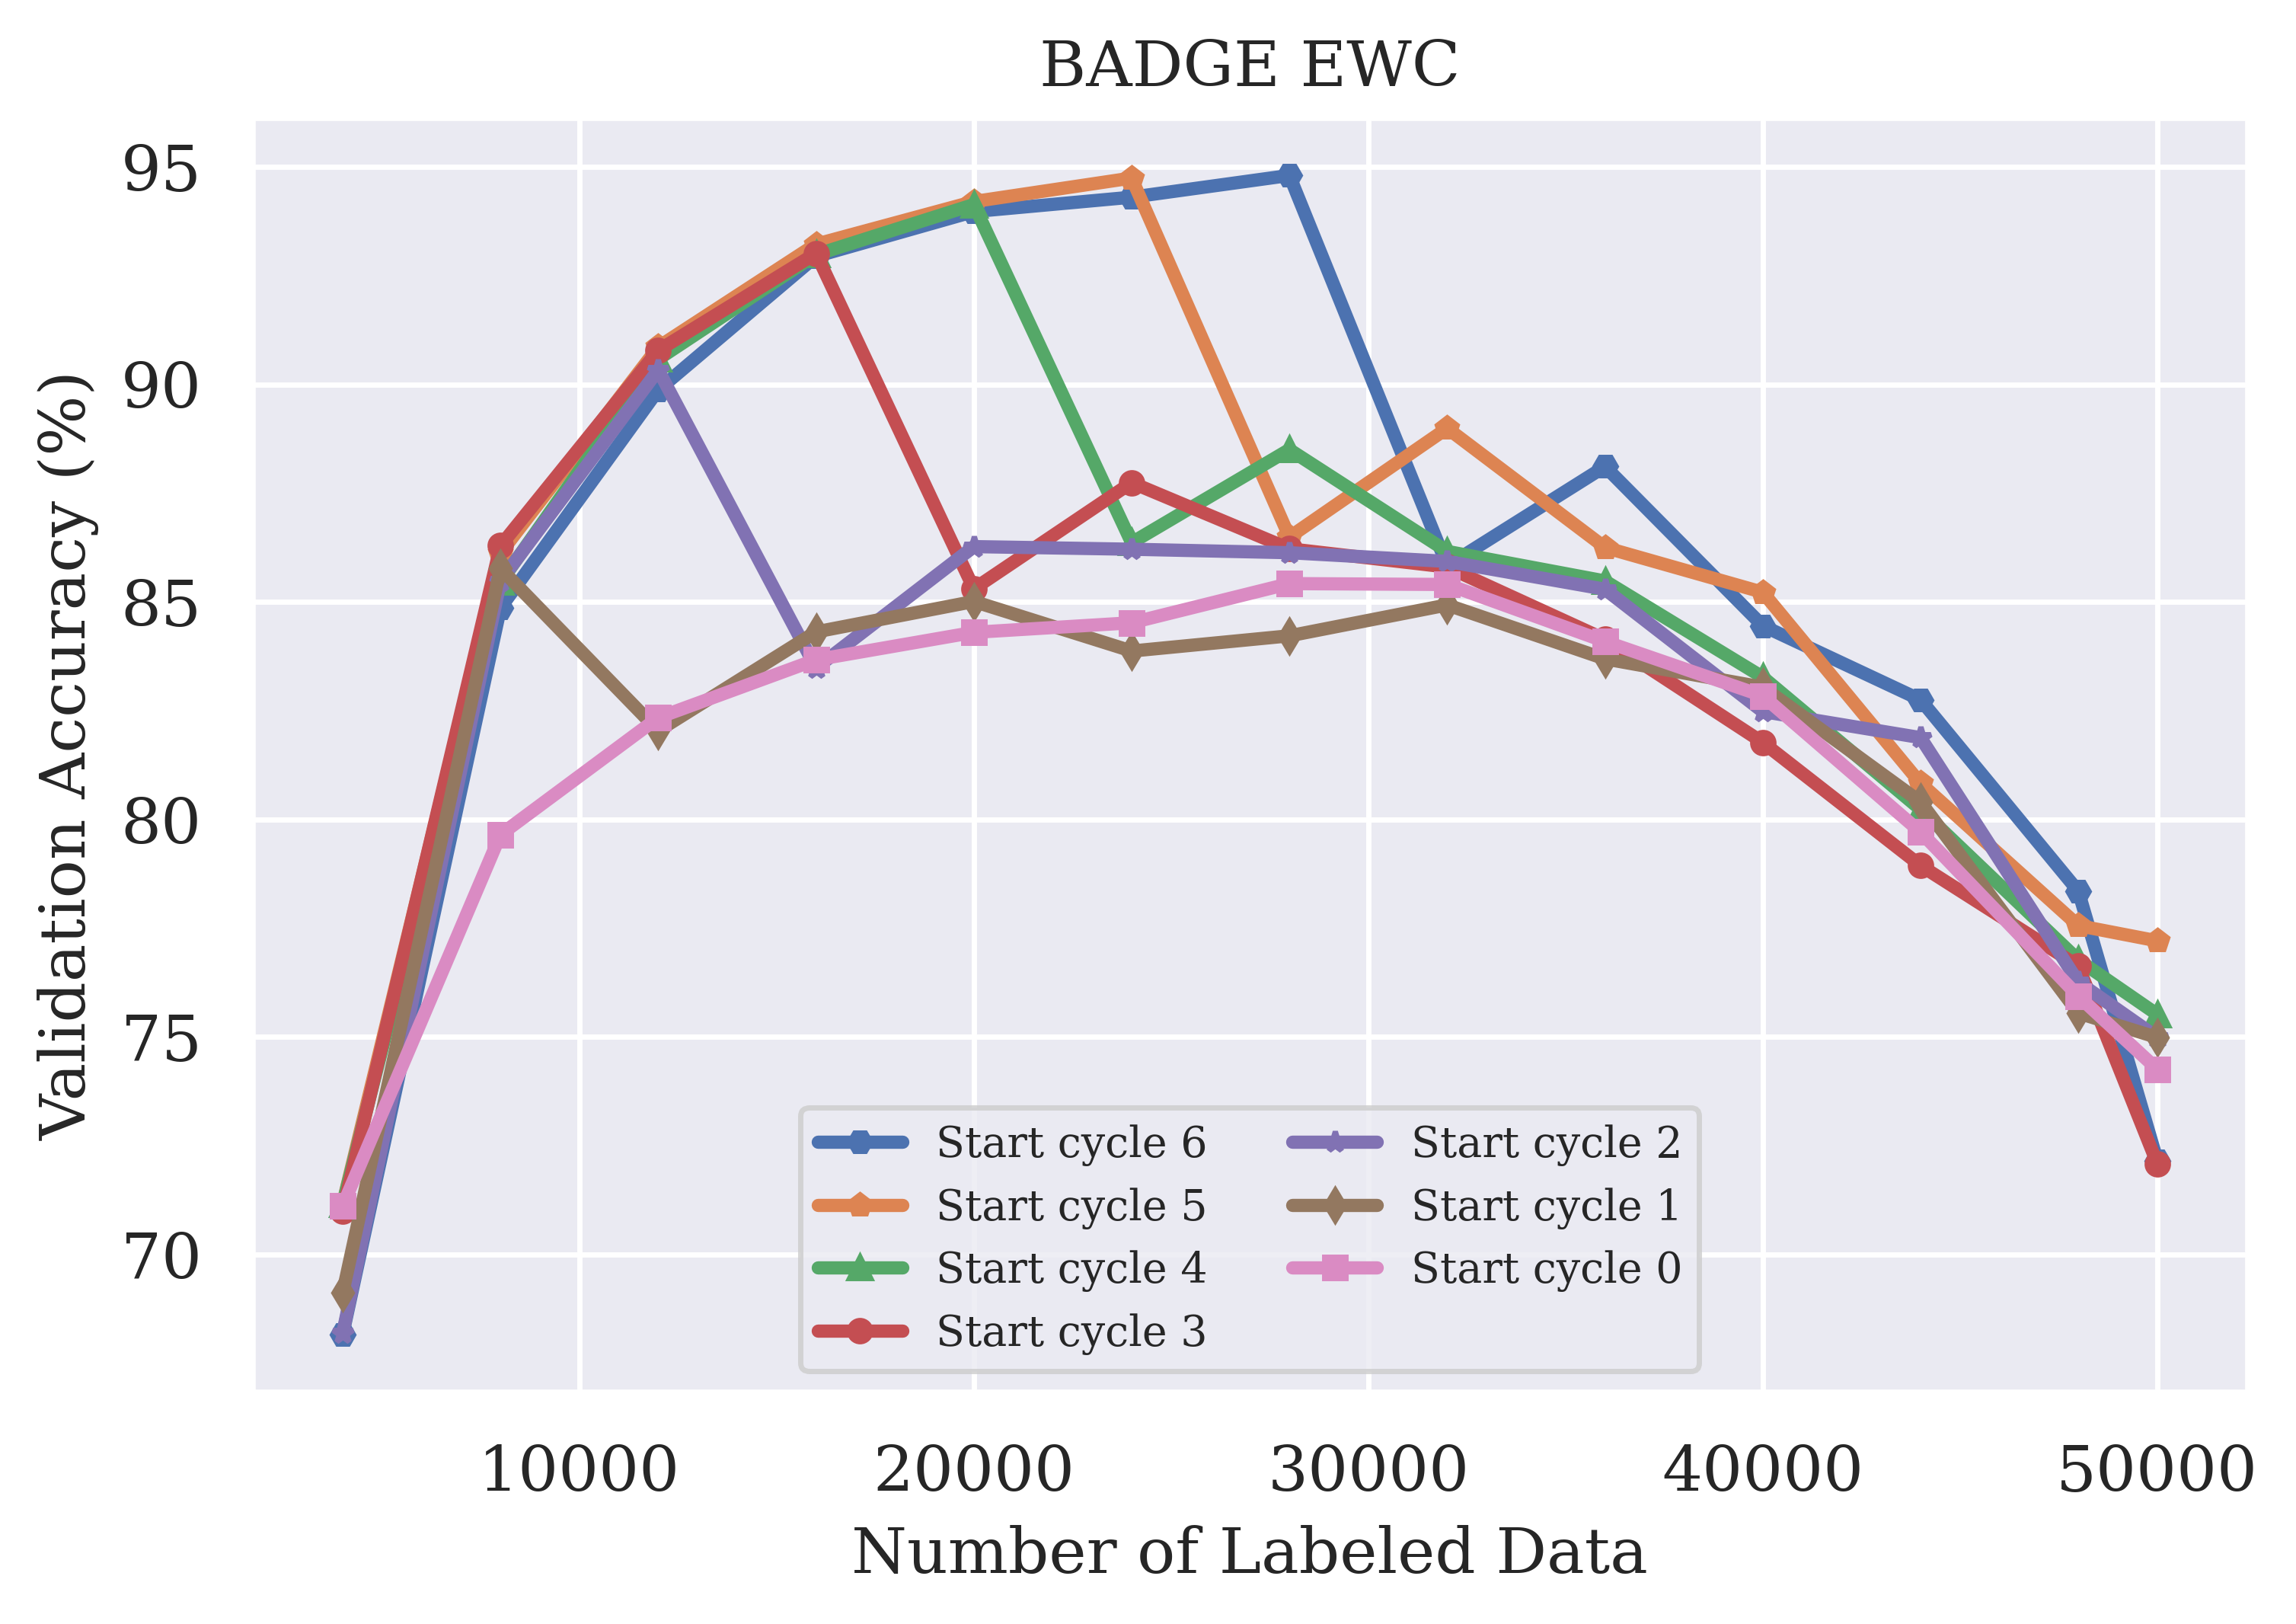 BADGE EWC
Validation Accuracy (%)
95
90
85
80
75
70
Start cycle 6
Start cycle 5
Start cycle 4
Start cycle 3
Start cycle 2
Start cycle 1
Start cycle 0
10000 20000 30000 40000 50000
Number of Labeled Data